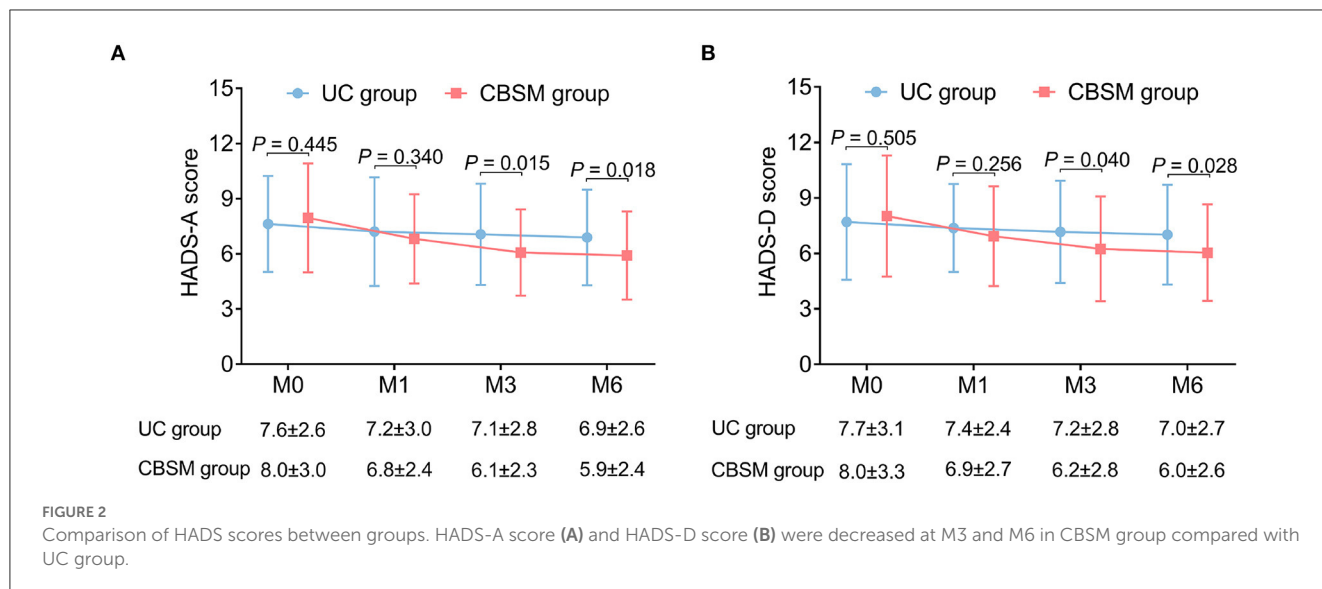 A
UC group
CBSM group
15
12
9
6
3
0
HADS-A score
P = 0.445
P = 0.340
P = 0.015
P = 0.018
M0 M1 M3 M6
UC group 7.6±2.6 7.2±3.0 7.1±2.8 6.9±2.6
CBSM group 8.0±3.0 6.8±2.4 6.1±2.3 5.9±2.4
B
UC group
CBSM group
15
12
9
6
3
0
HADS-D score
P = 0.505
P = 0.256
P = 0.040
P = 0.028
M0 M1 M3 M6
UC group 7.7±3.1 7.4±2.4 7.2±2.8 7.0±2.7
CBSM group 8.0±3.3 6.9±2.7 6.2±2.8 6.0±2.6
FIGURE 2
Comparison of HADS scores between groups. HADS-A score (A) and HADS-D score (B) were decreased at M3 and M6 in CBSM group compared with
UC group.